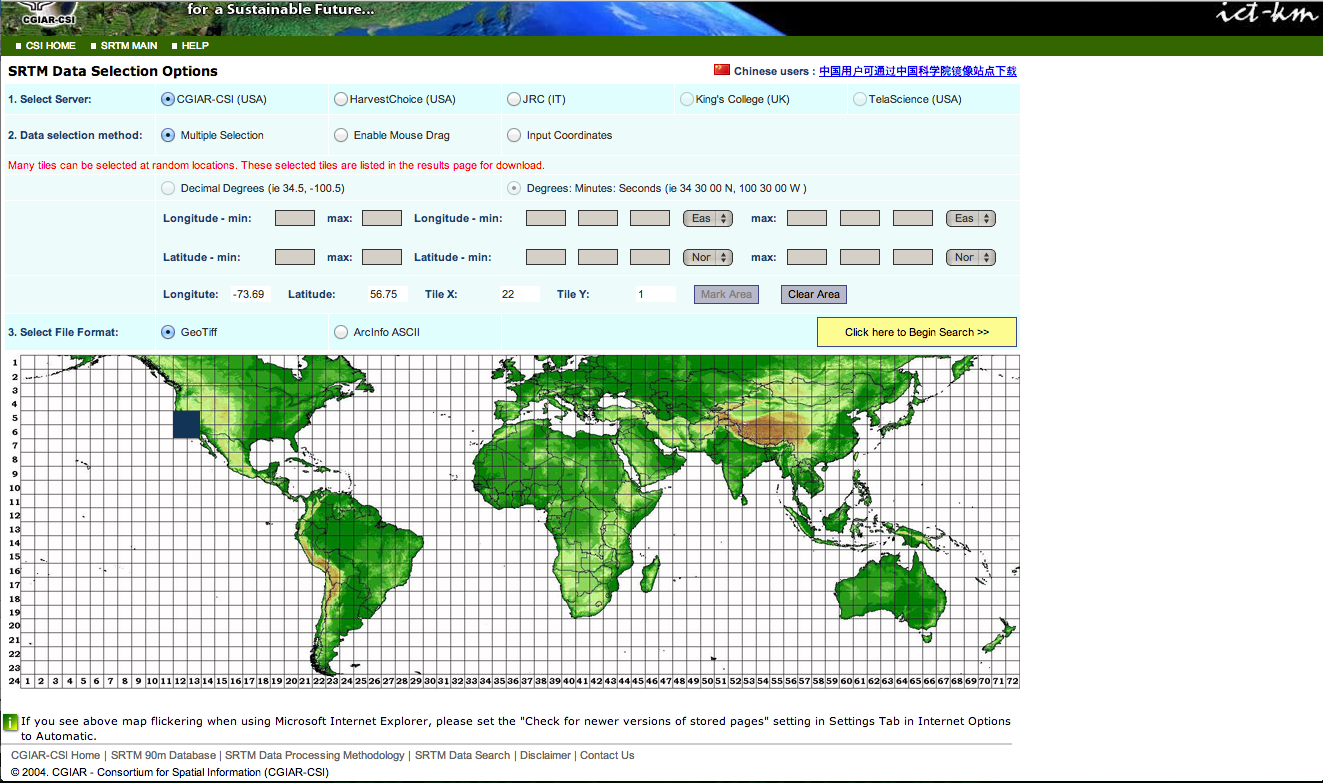 CGIAR-CSI
for a Sustainable Future...
ict-km
CSI HOME SRTM MAIN HELP
SRTM Data Selection Options
Chinese users : 中国用户可通过中国科学院镜像站点下载
1. Select Server: CGIAR-CSI (USA) HarvestChoice (USA) JRC (IT) King's College (UK) TelaScience (USA)
2. Data selection method: Multiple Selection Enable Mouse Drag Input Coordinates
Many tiles can be selected at random locations. These selected tiles are listed in the results page for download.
Decimal Degrees (ie 34.5, -100.5) Degrees: Minutes: Seconds (ie 34 30 00 N, 100 30 00 W )
Longitude - min: max: Longitude - min: Eas max: Eas
Latitude - min: max: Latitude - min: Nor max: Nor
Longitute: -73.69 Latitude: 56.75 Tile X: 22 Tile Y: 1 Mark Area Clear Area
3. Select File Format: GeoTiff ArcInfo ASCII Click here to Begin Search >>
1
2
3
4
5
6
7
8
9
10
11
12
13
14
15
16
17
18
19
20
21
22
23
24 1 2 3 4 5 6 7 8 9 10 11 12 13 14 15 16 17 18 19 20 21 22 23 24 25 26 27 28 29 30 31 32 33 34 35 36 37 38 39 40 41 42 43 44 45 46 47 48 49 50 51 52 53 54 55 56 57 58 59 60 61 62 63 64 65 66 67 68 69 70 71 72
i
If you see above map flickering when using Microsoft Internet Explorer, please set the "Check for newer versions of stored pages" setting in Settings Tab in Internet Options
to Automatic.
CGIAR-CSI Home | SRTM 90m Database | SRTM Data Processing Methodology | SRTM Data Search | Disclaimer | Contact Us
© 2004. CGIAR - Consortium for Spatial Information (CGIAR-CSI)